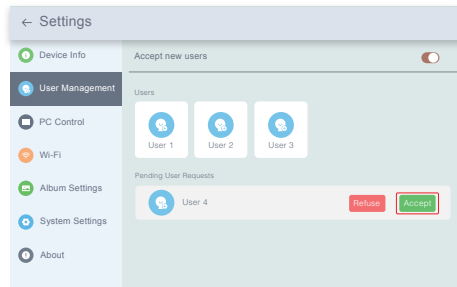 ← Settings
Device Info
User Management
PC Control
Wi-Fi
Album Settings
System Settings
About
Accept new users
Users
User 1
User 2
User 3
Pending User Requests
User 4
Refuse
Accept